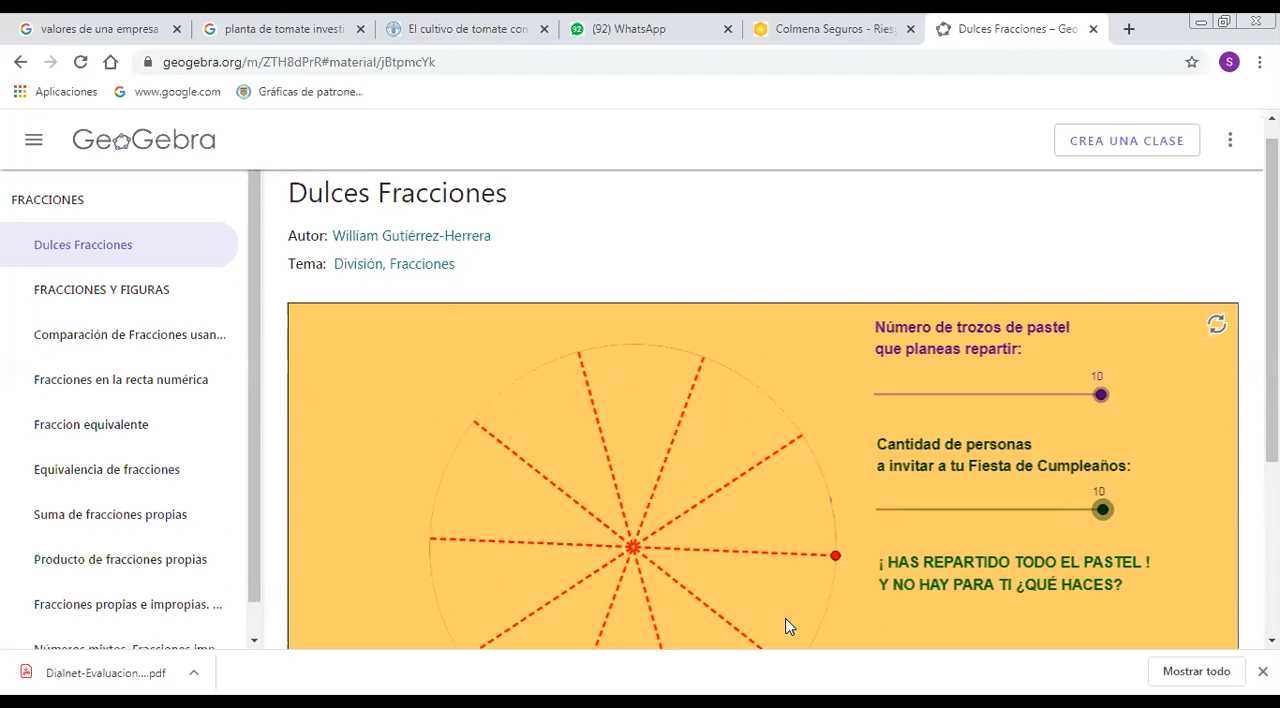 valores de una empresa
planta de tomate investi
El cultivo de tomate con
(92) WhatsApp
Colmena Seguros - Ries
Dulces Fracciones – Geo
geogebra.org/m/ZTH8dPrR#material/jBtpmcYk
S
Aplicaciones
www.google.com
Gráficas de patrone...
GeoGebra
CREA UNA CLASE
FRACCIONES
Dulces Fracciones
FRACCIONES Y FIGURAS
Comparación de Fracciones usan...
Fracciones en la recta numérica
Fraccion equivalente
Equivalencia de fracciones
Suma de fracciones propias
Producto de fracciones propias
Fracciones propias e impropias. ...
Números mixtos. Fracciones imp
Dulces Fracciones
Autor: William Gutiérrez-Herrera
Tema: División, Fracciones
Número de trozos de pastel
que planeas repartir:
10
Cantidad de personas
a invitar a tu Fiesta de Cumpleaños:
10
¡ HAS REPARTIDO TODO EL PASTEL !
Y NO HAY PARA TI ¿QUÉ HACES?
Dialnet-Evaluacion....pdf
Mostrar todo